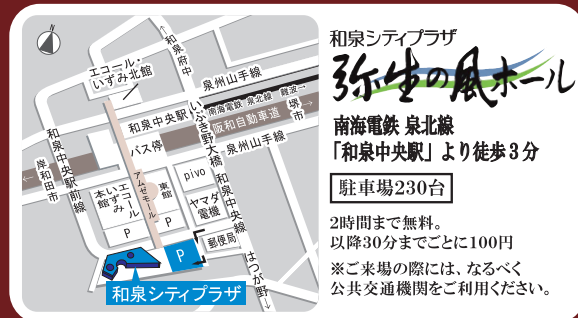 N
←和泉府中
エコール・
いずみ北館
泉州山手線
南海電鉄 泉北線 難波→
和泉中央駅
阪和自動車道
堺市→
バス停
いぶき野大橋
泉州山手線
和泉中央駅前線
←岸和田市
アムゼモール
エコール
いずみ
本館
東館
pivo
ヤマダ
電機
和泉中央線
P
P
郵便局
P
はつが野→
和泉シティプラザ
和泉シティプラザ
弥生の風ホール
南海電鉄 泉北線
「和泉中央駅」より徒歩3分
駐車場230台
2時間まで無料。
以降30分までごとに100円
※ご来場の際には、なるべく
公共交通機関をご利用ください。